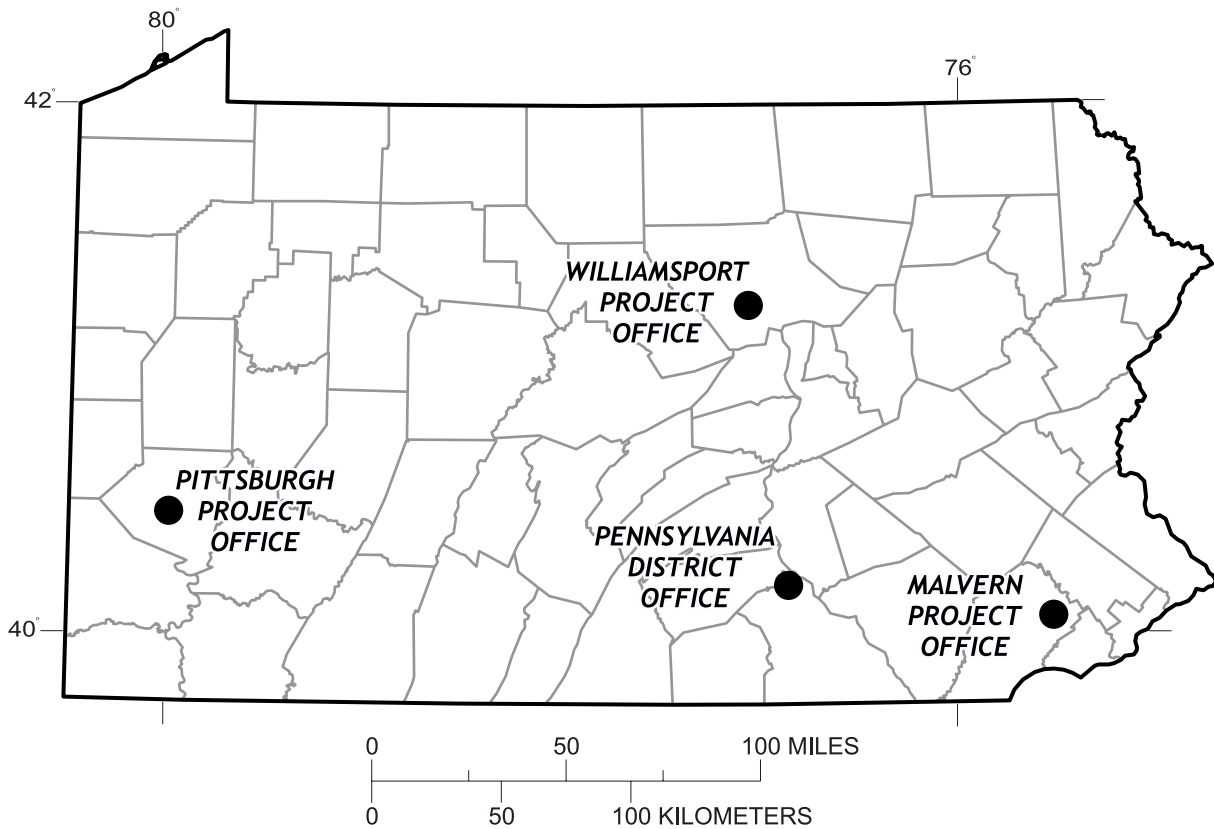 80°
76°
42°
WILLIAMSPORT
PROJECT
OFFICE
PITTSBURGH
PROJECT
OFFICE
PENNSYLVANIA
DISTRICT
OFFICE
MALVERN
PROJECT
OFFICE
40°
0 50 100 MILES
0 50 100 KILOMETERS